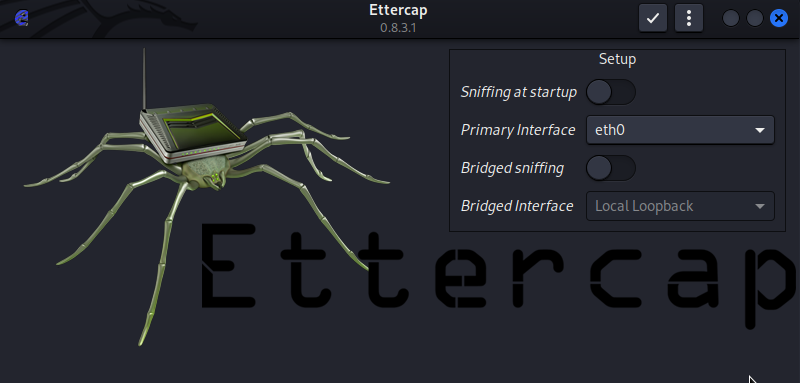 Ettercap
0.8.3.1
Setup
Sniffing at startup
Primary Interface eth0
Bridged sniffing
Bridged Interface Local Loopback
Ettercap